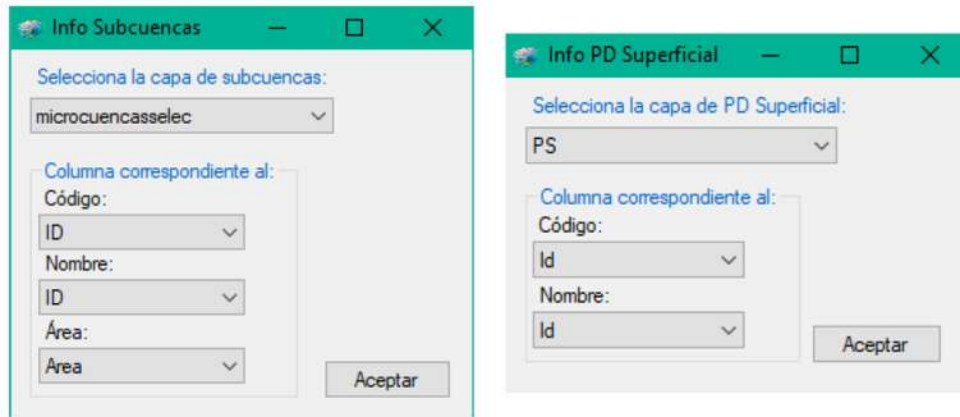 Info Subcuencas
Selecciona la capa de subcuencas:
microcuencasselec
Columna correspondiente al:
Código:
ID
Nombre:
ID
Área:
Area
Aceptar
Info PD Superficial
Selecciona la capa de PD Superficial:
PS
Columna correspondiente al:
Código:
Id
Nombre:
Id
Aceptar